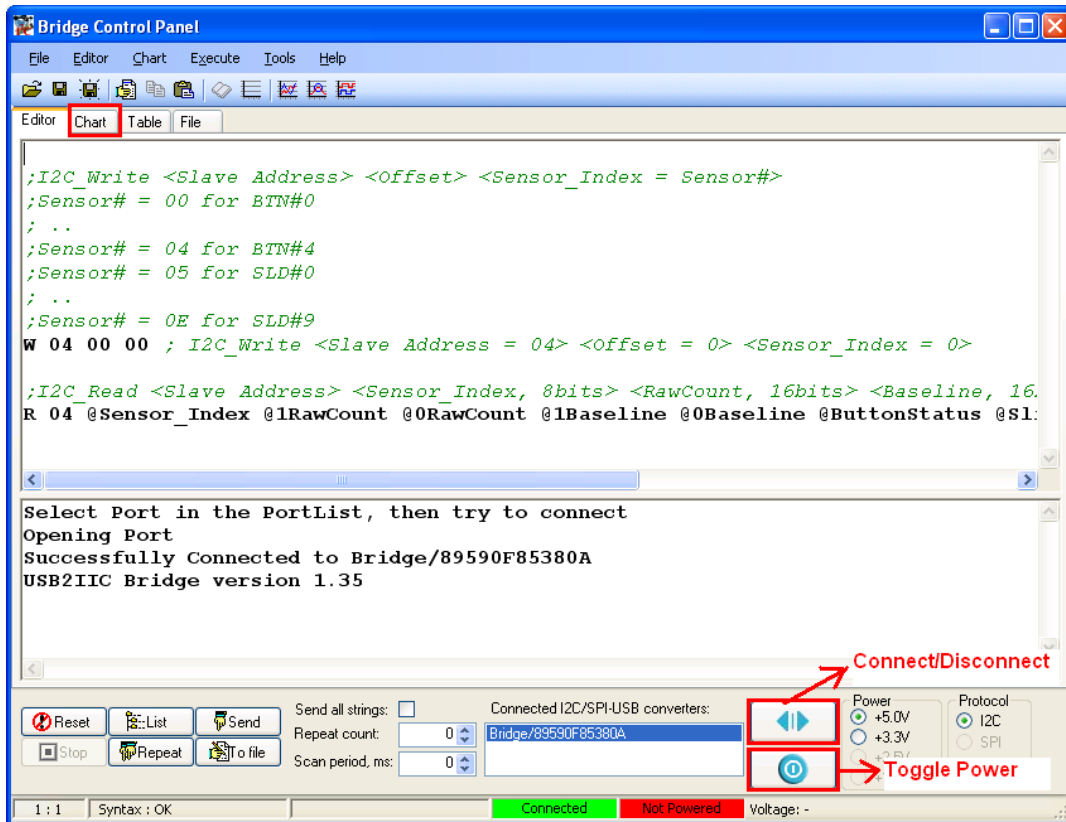 Bridge Control Panel
File Editor Chart Execute Tools Help
Editor Chart Table File
;I2C_Write <Slave Address> <Offset> <Sensor_Index = Sensor#>
;Sensor# = 00 for BTN#0
; ..
;Sensor# = 04 for BTN#4
;Sensor# = 05 for SLD#0
; ..
;Sensor# = 0E for SLD#9
W 04 00 00 ; I2C_Write <Slave Address = 04> <Offset = 0> <Sensor_Index = 0>
;I2C_Read <Slave Address> <Sensor_Index, 8bits> <RawCount, 16bits> <Baseline, 16
R 04 @Sensor_Index @1RawCount @0RawCount @1Baseline @0Baseline @ButtonStatus @Sl
Select Port in the PortList, then try to connect
Opening Port
Successfully Connected to Bridge/89590F85380A
USB2IIC Bridge version 1.35
Connect/Disconnect
Reset List Send
Stop Repeat To file
Send all strings:
Repeat count: 0
Scan period, ms: 0
Connected I2C/SPI-USB converters:
Bridge/89590F85380A
Power
+5.0V
+3.3V
Protocol
I2C
SPI
Toggle Power
1 : 1 Syntax : OK Connected Not Powered Voltage: -